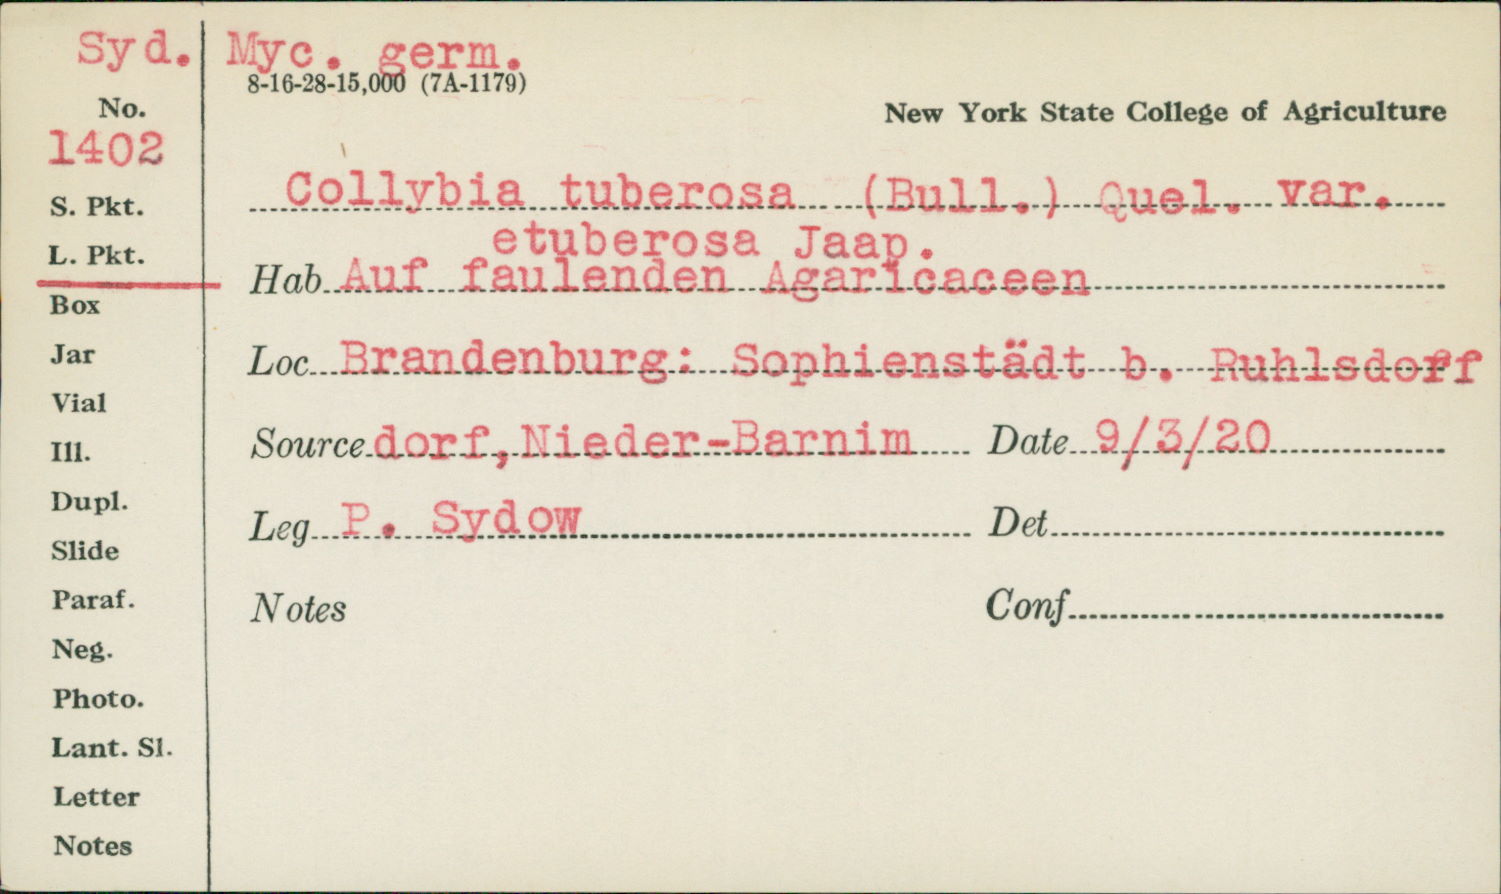 Syd. Myc. germ.
8-16-28-15,000 (7A-1179)
No.
New York State College of Agriculture
1402
Collybia tuberosa (Bull.) Quel. var.
S. Pkt.
etuberosa Jaap.
L. Pkt.
Hab Auf faulenden Agaricaceen
Box
Loc Brandenburg: Sophienstädt b. Ruhlsdorff
Jar
Vial
Source dorf, Nieder-Barnim Date 9/3/20
Ill.
Dupl.
Leg P. Sydow Det
Slide
Paraf.
Notes Conf
Neg.
Photo.
Lant. Sl.
Letter
Notes